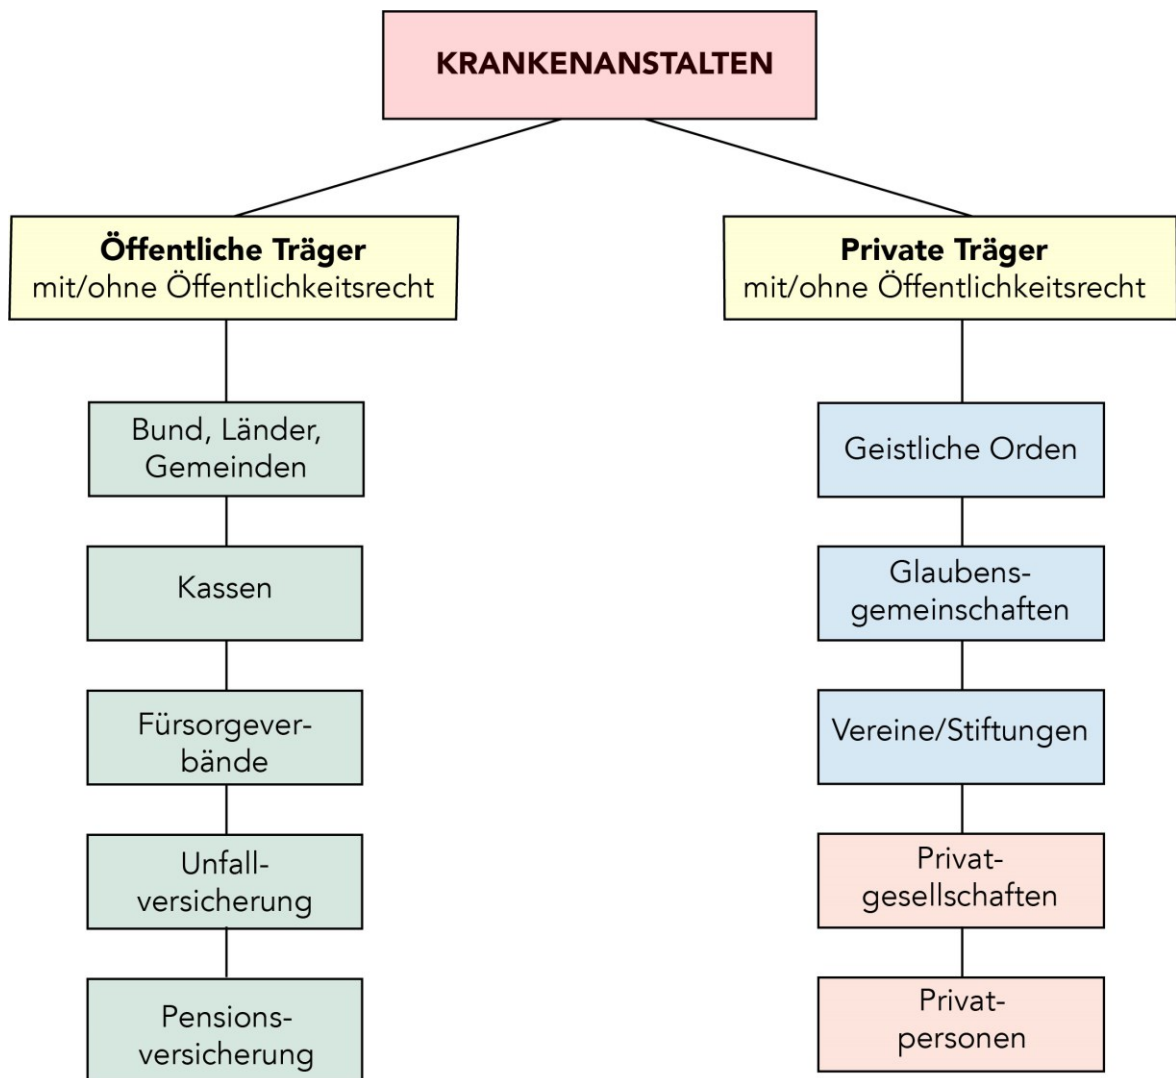 KRANKENANSTALTEN
Öffentliche Träger
mit/ohne Öffentlichkeitsrecht
Bund, Länder,
Gemeinden
Kassen
Fürsorgever-
bände
Unfall-
versicherung
Pensions-
versicherung
Private Träger
mit/ohne Öffentlichkeitsrecht
Geistliche Orden
Glaubens-
gemeinschaften
Vereine/Stiftungen
Privat-
gesellschaften
Privat-
personen